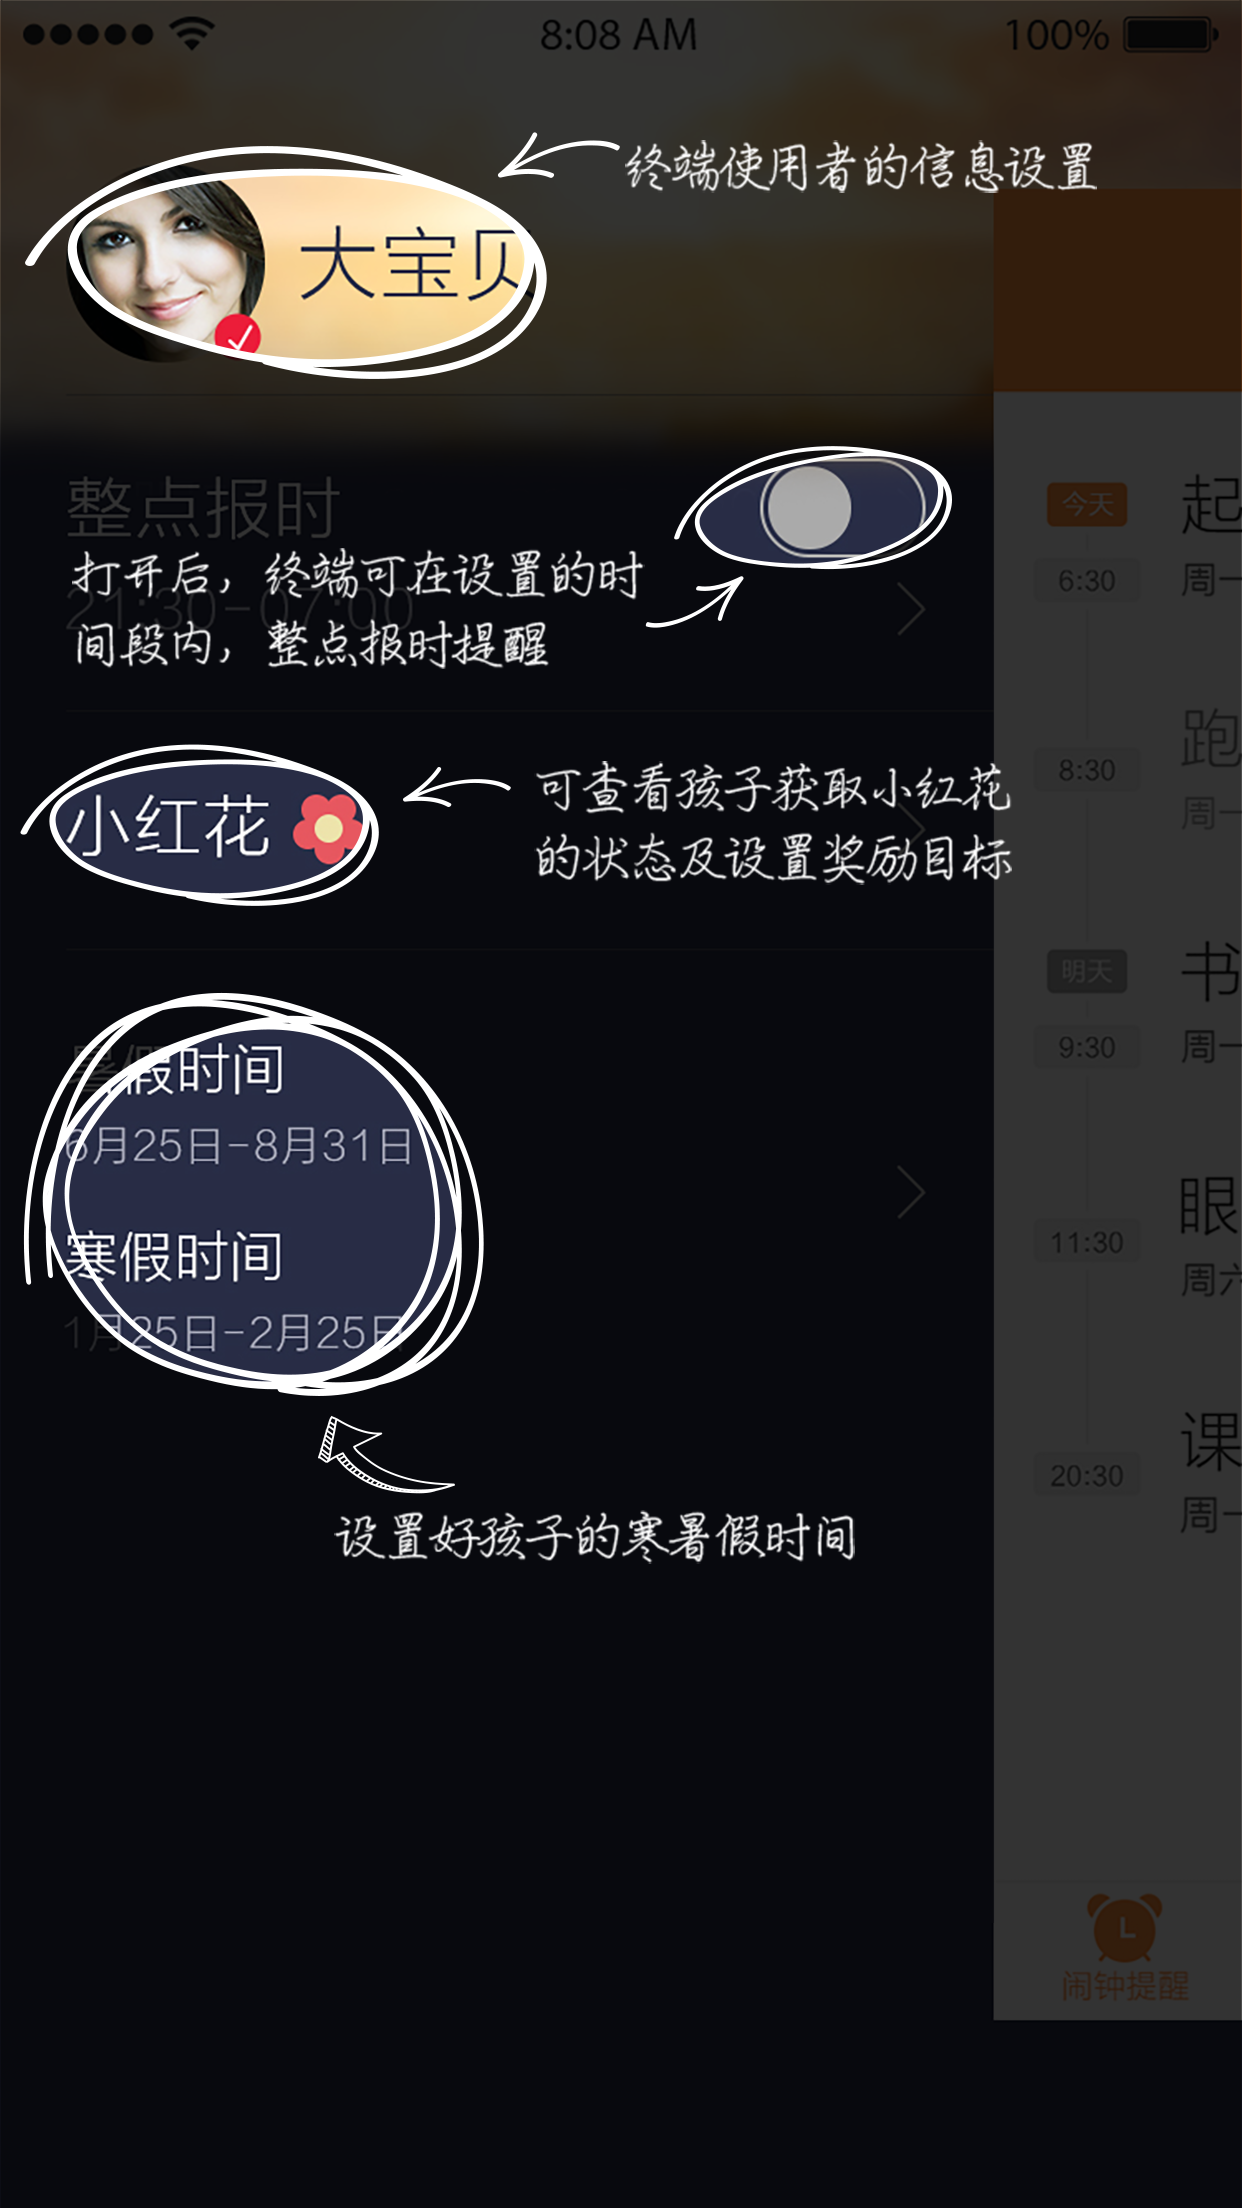 8:08 AM
100%
终端使用者的信息设置
大宝贝
整点报时
21:30-07:00
打开后，终端可在设置的时
间段内，整点报时提醒
小红花
可查看孩子获取小红花
的状态及设置奖励目标
暑假时间
6月25日-8月31日
寒假时间
1月25日-2月25日
设置好孩子的寒暑假时间
今天
起
6:30
周一
8:30
跑
周一
明天
书
9:30
周一
眼
11:30
周六
课
20:30
周一
闹钟提醒